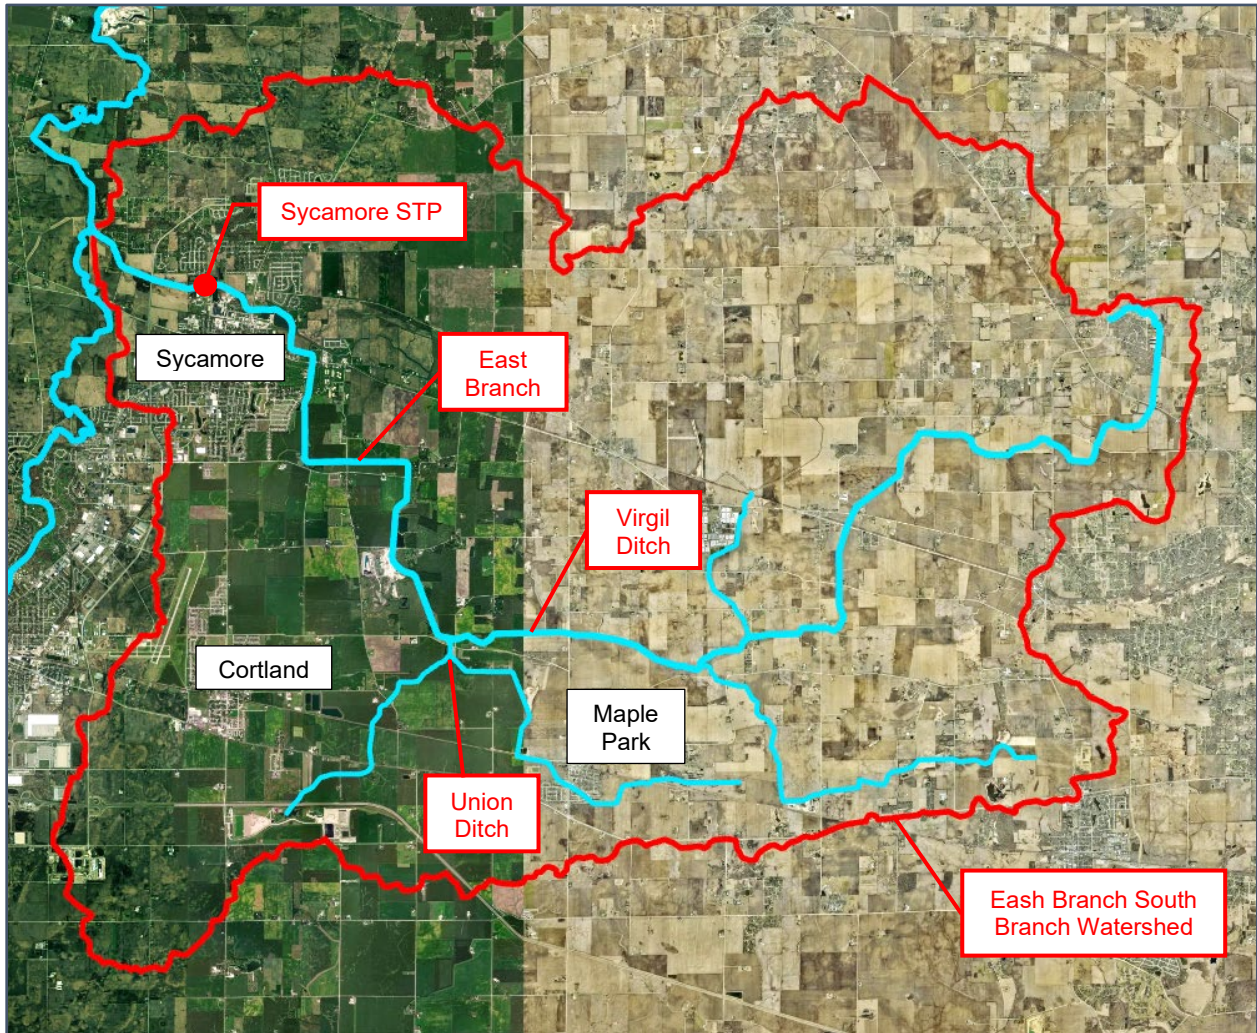 Sycamore STP
Sycamore
East
Branch
Virgil
Ditch
Cortland
Maple
Park
Union
Ditch
Eash Branch South
Branch Watershed